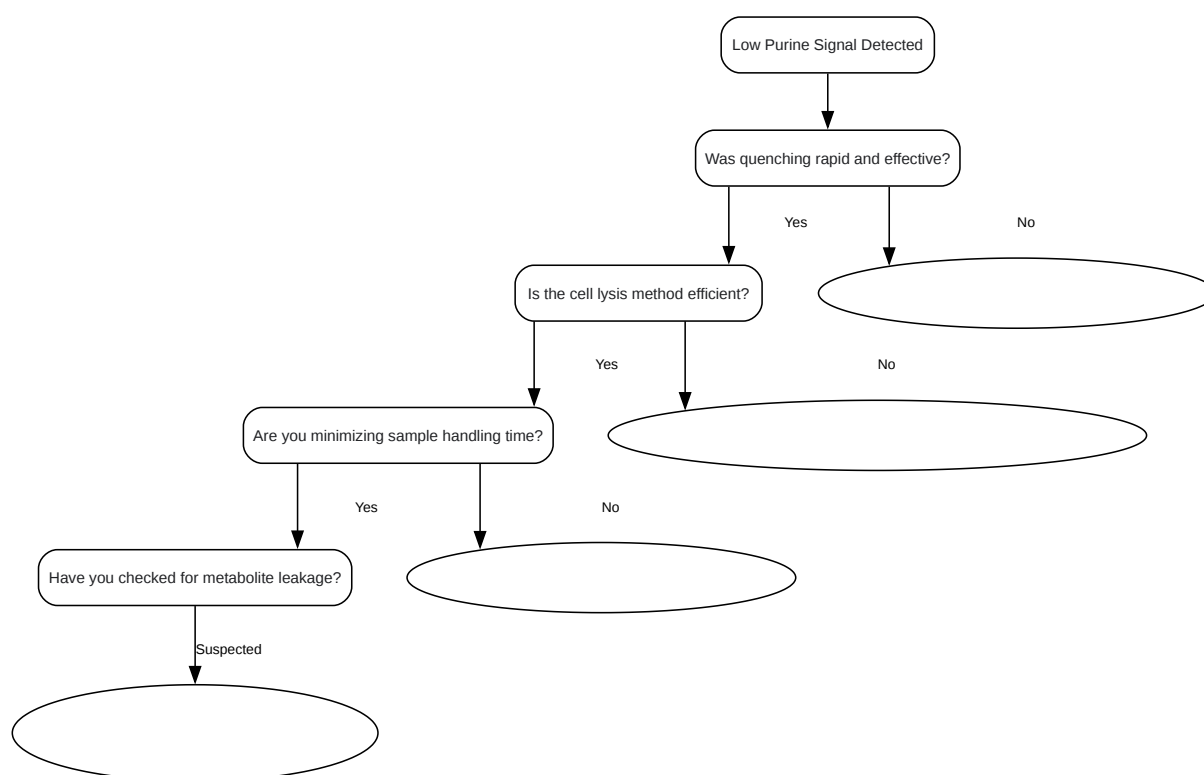 Low Purine Signal Detected
Was quenching rapid and effective?
Yes
No
Is the cell lysis method efficient?
Yes
No
Are you minimizing sample handling time?
Yes
No
Have you checked for metabolite leakage?
Suspected